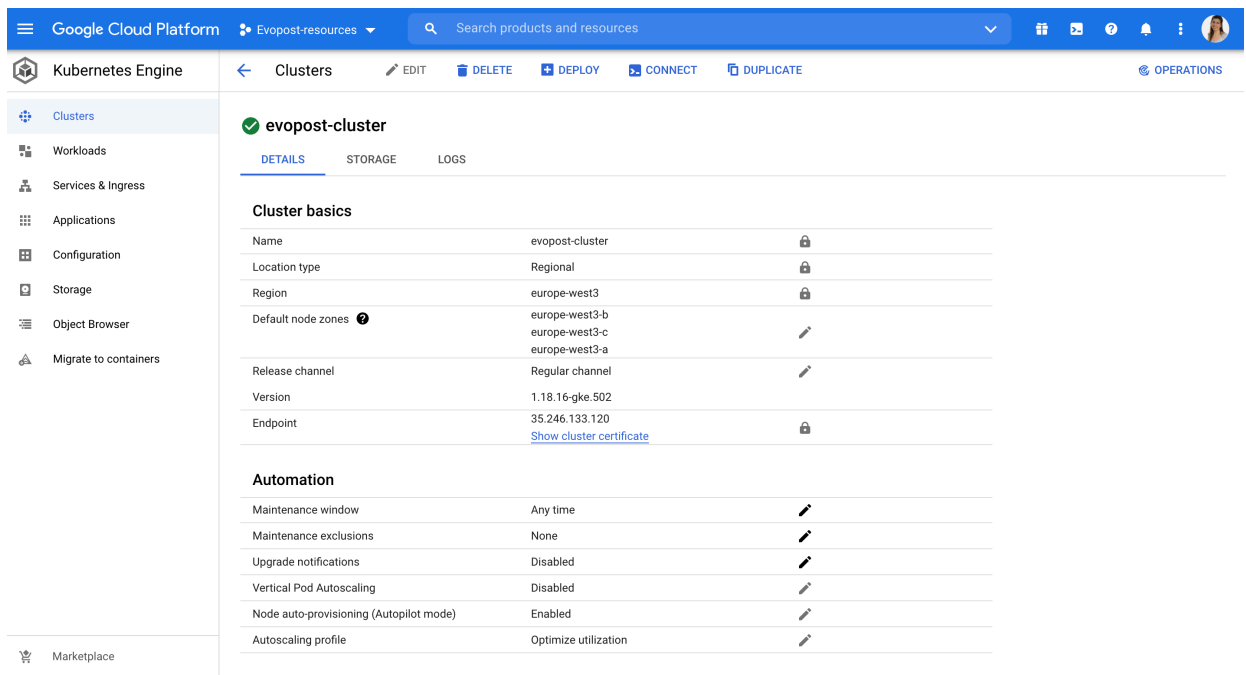 Google Cloud Platform
Evopost-resources
Search products and resources
Kubernetes Engine
Clusters
EDIT
DELETE
DEPLOY
CONNECT
DUPLICATE
OPERATIONS
Clusters
Workloads
Services & Ingress
Applications
Configuration
Storage
Object Browser
Migrate to containers
Marketplace
evopost-cluster
DETAILS STORAGE LOGS
Cluster basics
Name evopost-cluster
Location type Regional
Region europe-west3
Default node zones ? europe-west3-b
europe-west3-c
europe-west3-a
Release channel Regular channel
Version 1.18.16-gke.502
Endpoint 35.246.133.120
Show cluster certificate
Automation
Maintenance window Any time
Maintenance exclusions None
Upgrade notifications Disabled
Vertical Pod Autoscaling Disabled
Node auto-provisioning (Autopilot mode) Enabled
Autoscaling profile Optimize utilization